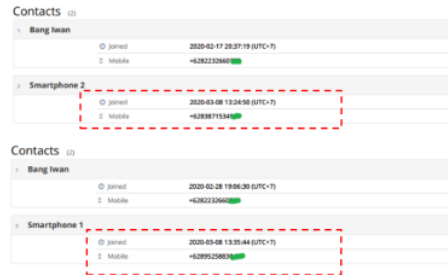 Contacts (2)
Bang Iwan
Joined 2020-02-17 20:37:19 (UTC+7)
Mobile +6282232660
Smartphone 2
Joined 2020-03-08 13:24:50 (UTC+7)
Mobile +62838715349
Contacts (2)
Bang Iwan
Joined 2020-02-28 19:06:30 (UTC+7)
Mobile +6282232660
Smartphone 1
Joined 2020-03-08 13:35:44 (UTC+7)
Mobile +62895258830